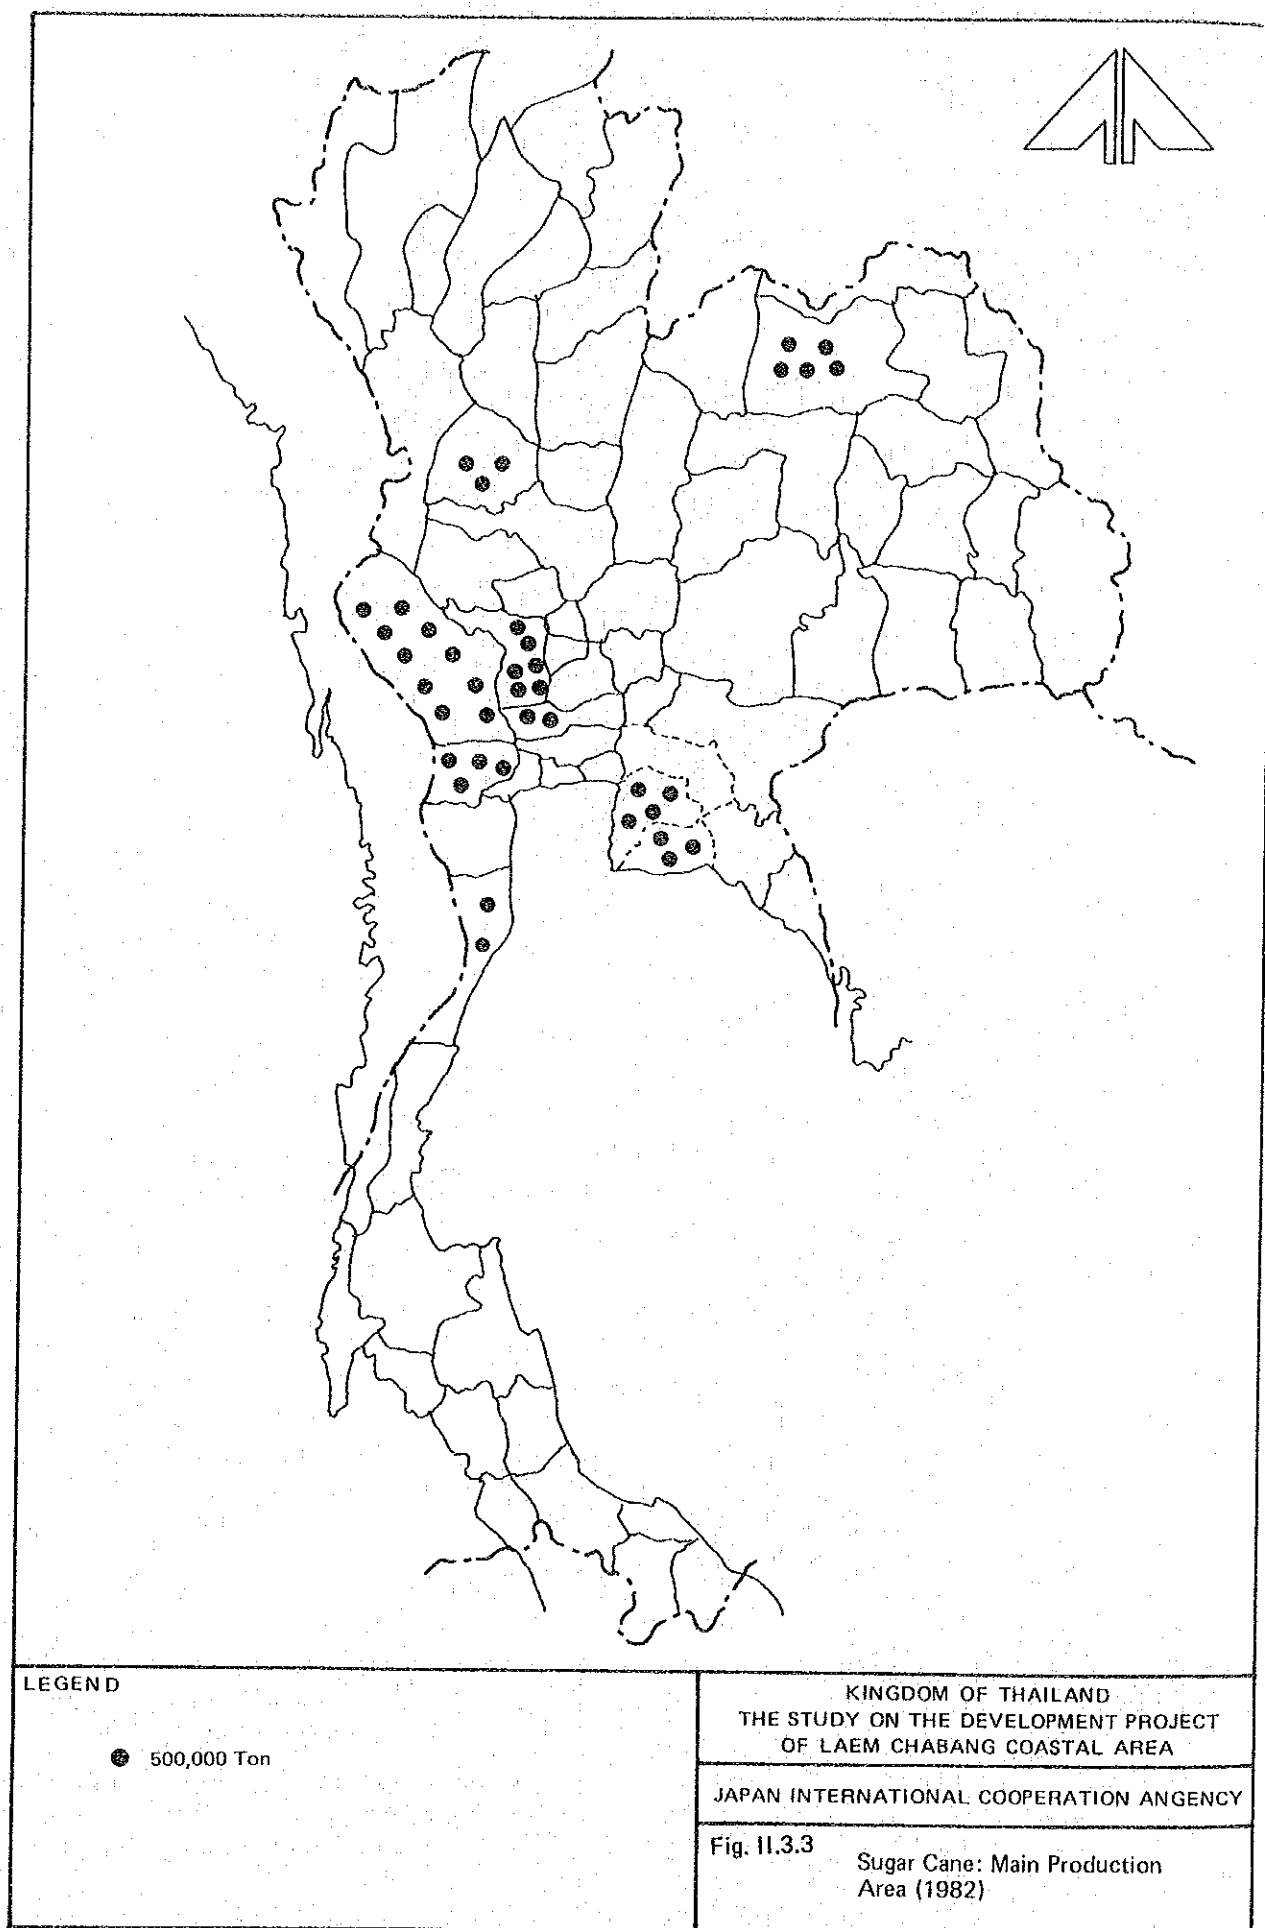 LEGEND
500,000 Ton
KINGDOM OF THAILAND
THE STUDY ON THE DEVELOPMENT PROJECT
OF LAEM CHABANG COASTAL AREA
JAPAN INTERNATIONAL COOPERATION ANGENCY
Fig. II.3.3
Sugar Cane: Main Production
Area (1982)